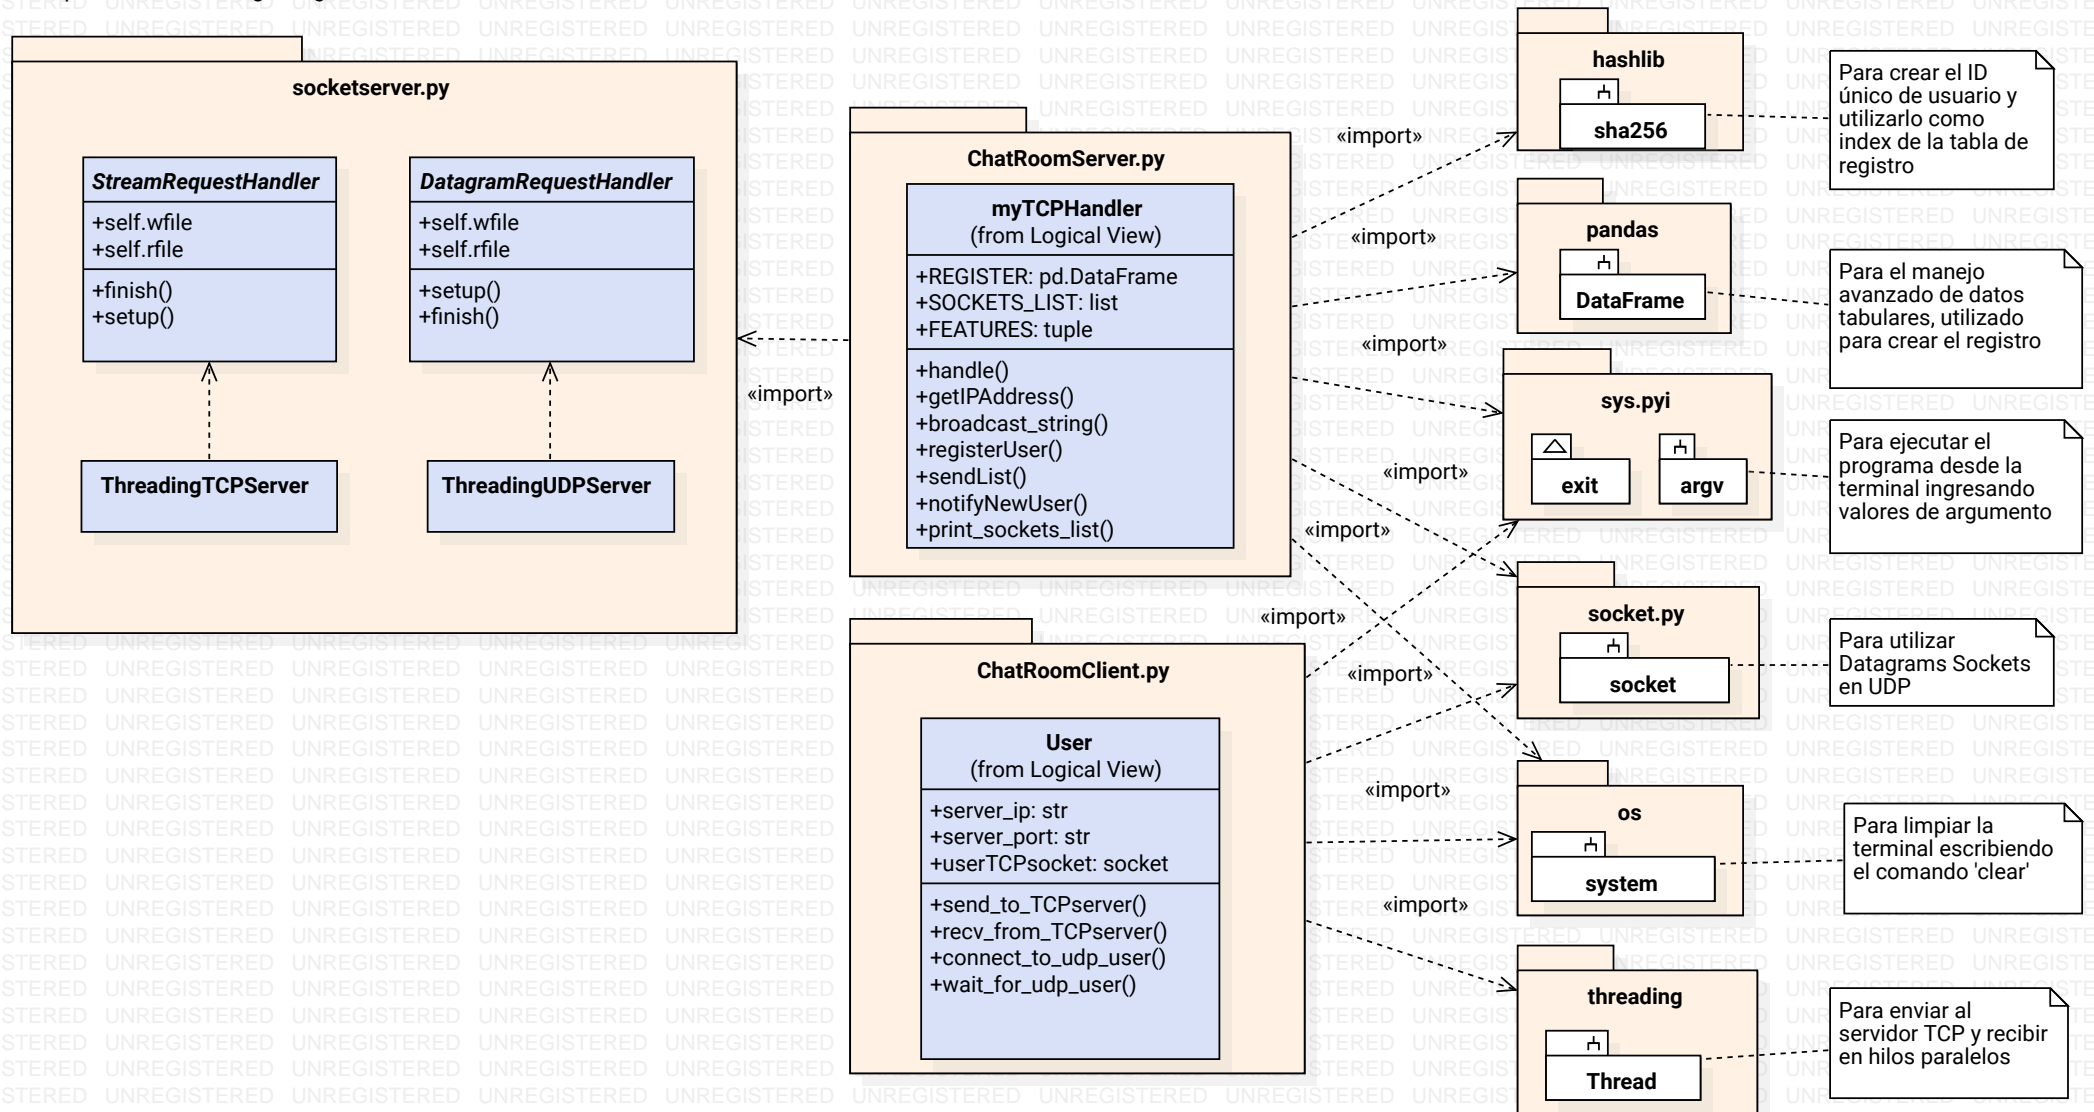 socketserver.py
StreamRequestHandler
+self.wfile
+self.rfile
+finish()
+setup()
DatagramRequestHandler
+self.wfile
+self.rfile
+setup()
+finish()
ThreadingTCPServer
ThreadingUDPServer
«import»
ChatRoomServer.py
myTCPHandler
(from Logical View)
+REGISTER: pd.DataFrame
+SOCKETS_LIST: list
+FEATURES: tuple
+handle()
+getIPAddress()
+broadcast_string()
+registerUser()
+sendList()
+notifyNewUser()
+print_sockets_list()
ChatRoomClient.py
User
(from Logical View)
+server_ip: str
+server_port: str
+userTCPsocket: socket
+send_to_TCPserver()
+recv_from_TCPserver()
+connect_to_udp_user()
+wait_for_udp_user()
«import»
«import»
«import»
«import»
«import»
«import»
«import»
«import»
«import»
hashlib
sha256
Para crear el ID
único de usuario y
utilizarlo como
index de la tabla de
registro
pandas
DataFrame
Para el manejo
avanzado de datos
tabulares, utilizado
para crear el registro
sys.pyi
exit
argv
Para ejecutar el
programa desde la
terminal ingresando
valores de argumento
socket.py
socket
Para utilizar
Datagrams Sockets
en UDP
os
system
Para limpiar la
terminal escribiendo
el comando 'clear'
threading
Thread
Para enviar al
servidor TCP y recibir
en hilos paralelos
UNREGISTERED